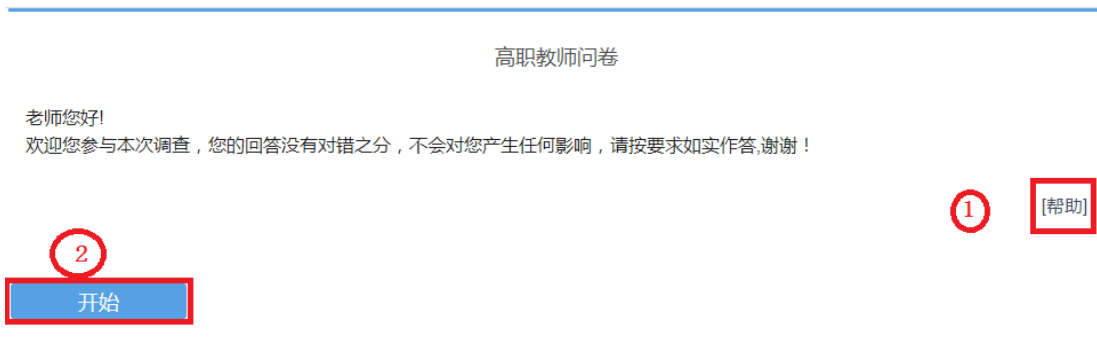 高职教师问卷
老师您好!
欢迎您参与本次调查，您的回答没有对错之分，不会对您产生任何影响，请按要求如实作答,谢谢！
1
[帮助]
2
开始